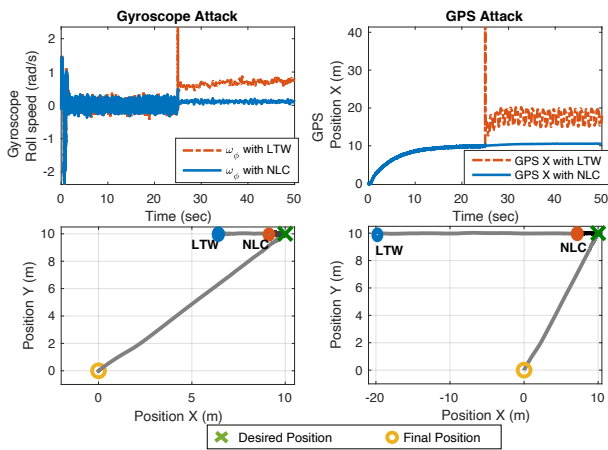 Gyroscope Attack
Gyroscope
Roll speed (rad/s)
2
1
0
-1
-2
0 10 20 30 40 50
Time (sec)
ω_ϕ with LTW
ω_ϕ with NLC
GPS Attack
GPS
Position X (m)
40
30
20
10
0
0 10 20 30 40 50
Time (sec)
GPS X with LTW
GPS X with NLC
Position Y (m)
10
8
6
4
2
0
0 5 10
Position X (m)
LTW
NLC
Position Y (m)
10
8
6
4
2
0
-20 -10 0 10
Position X (m)
LTW
NLC
Desired Position
Final Position